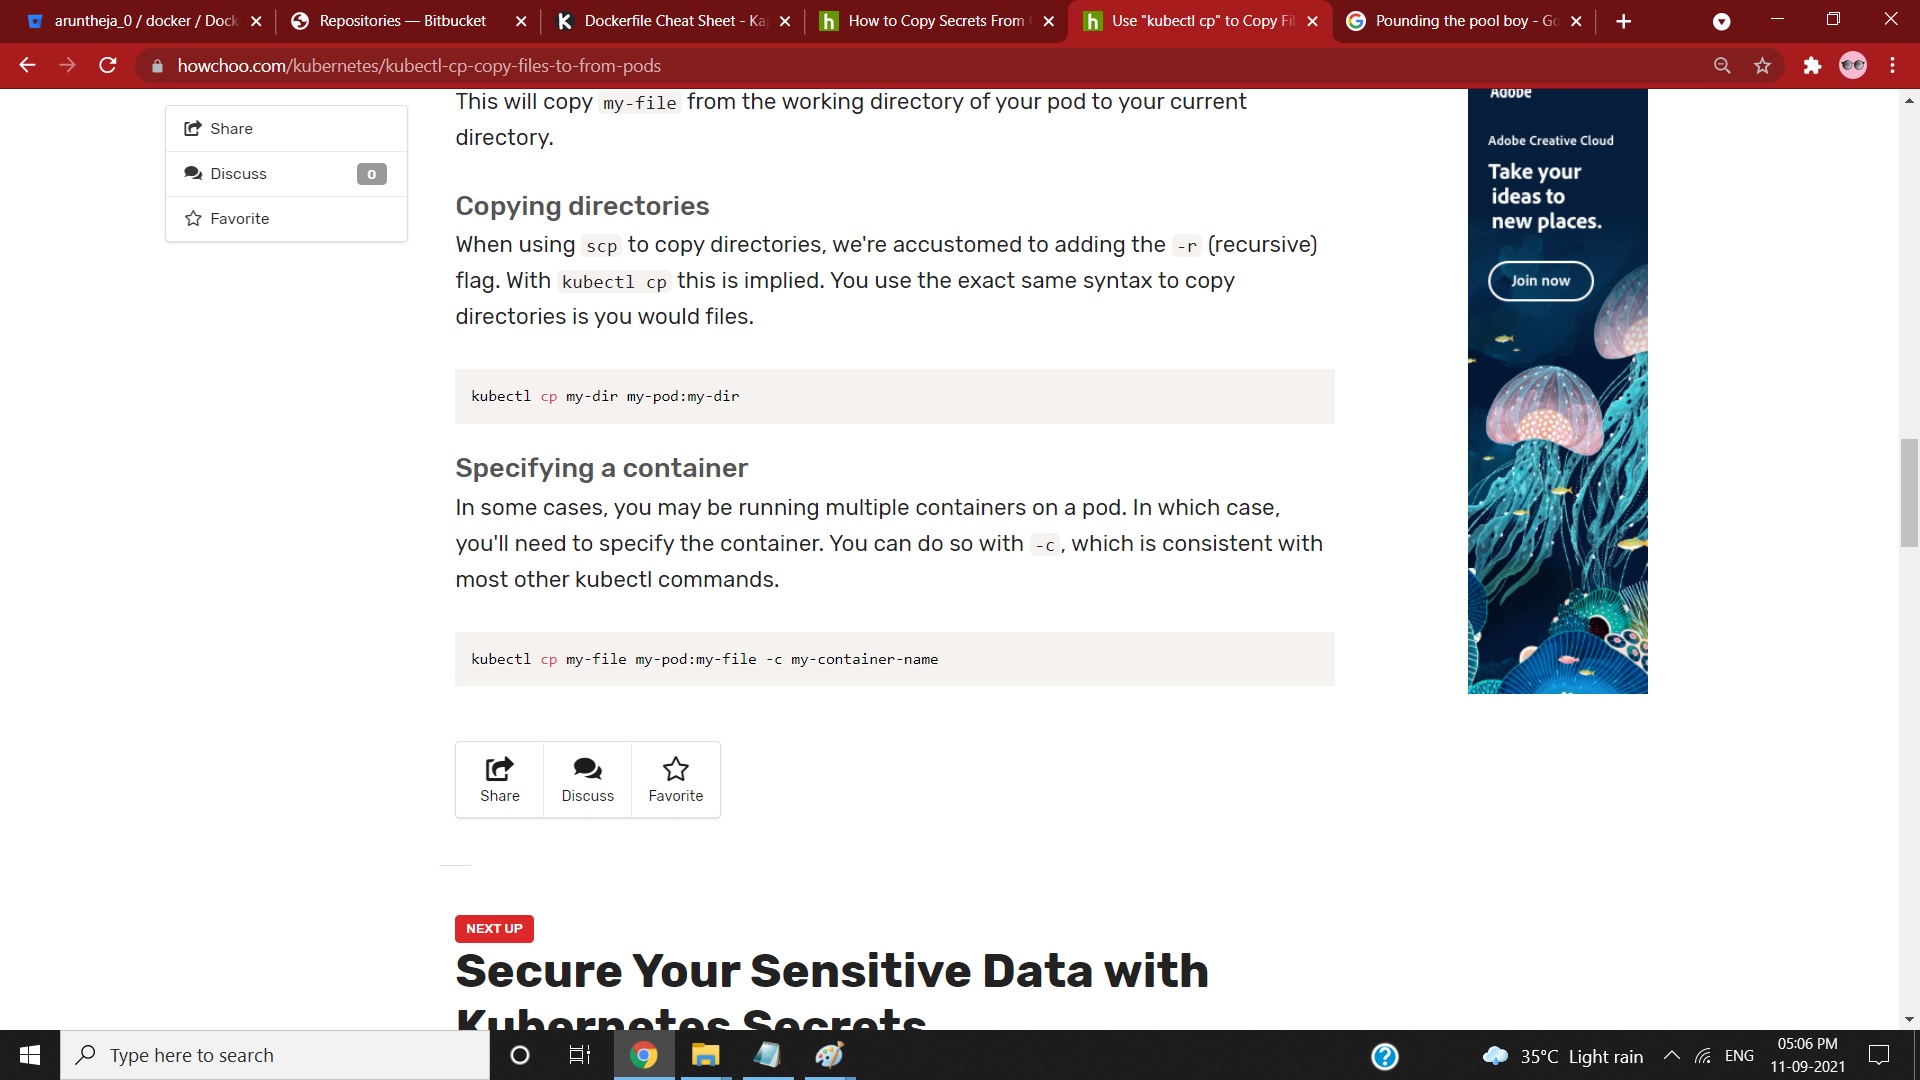 aruntheja_0 / docker / Dock
Repositories — Bitbucket
Dockerfile Cheat Sheet - Ka
How to Copy Secrets From
Use "kubectl cp" to Copy Fil
Pounding the pool boy - Go
howchoo.com/kubernetes/kubectl-cp-copy-files-to-from-pods
Share
Discuss 0
Favorite
This will copy my-file from the working directory of your pod to your current
directory.
Copying directories
When using scp to copy directories, we're accustomed to adding the -r (recursive)
flag. With kubectl cp this is implied. You use the exact same syntax to copy
directories is you would files.
kubectl cp my-dir my-pod:my-dir
Specifying a container
In some cases, you may be running multiple containers on a pod. In which case,
you'll need to specify the container. You can do so with -c, which is consistent with
most other kubectl commands.
kubectl cp my-file my-pod:my-file -c my-container-name
Share
Discuss
Favorite
NEXT UP
Secure Your Sensitive Data with
Kubernetes Secrets
Adobe
Adobe Creative Cloud
Take your
ideas to
new places.
Join now
Type here to search
35°C Light rain
ENG
05:06 PM
11-09-2021